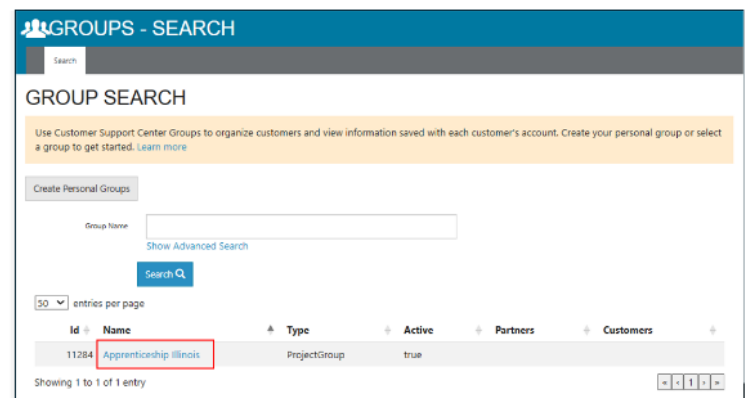 GROUPS - SEARCH
Search
GROUP SEARCH
Use Customer Support Center Groups to organize customers and view information saved with each customer's account. Create your personal group or select
a group to get started. Learn more
Create Personal Groups
Group Name
Show Advanced Search
Search
50 entries per page
Id Name Type Active Partners Customers
11284 Apprenticeship Illinois ProjectGroup true
Showing 1 to 1 of 1 entry « ‹ 1 › »